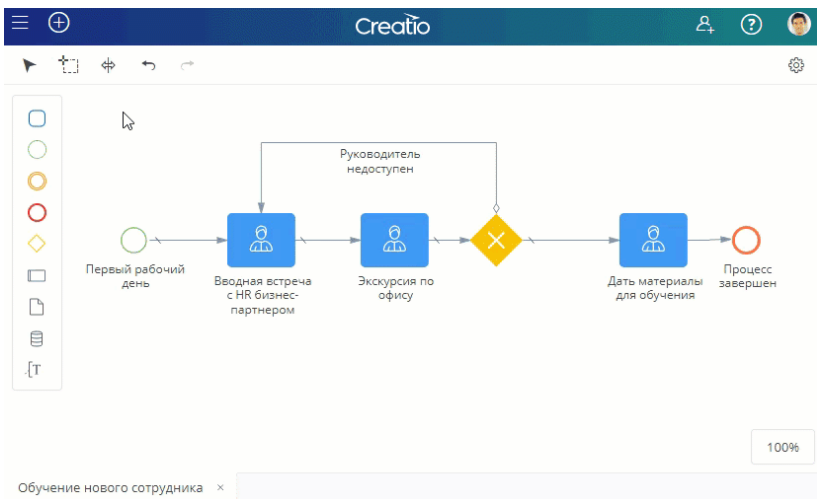 Creatio
Руководитель
недоступен
Первый рабочий
день
Вводная встреча
с HR бизнес-
партнером
Экскурсия по
офису
Дать материалы
для обучения
Процесс
завершен
T
100%
Обучение нового сотрудника ×